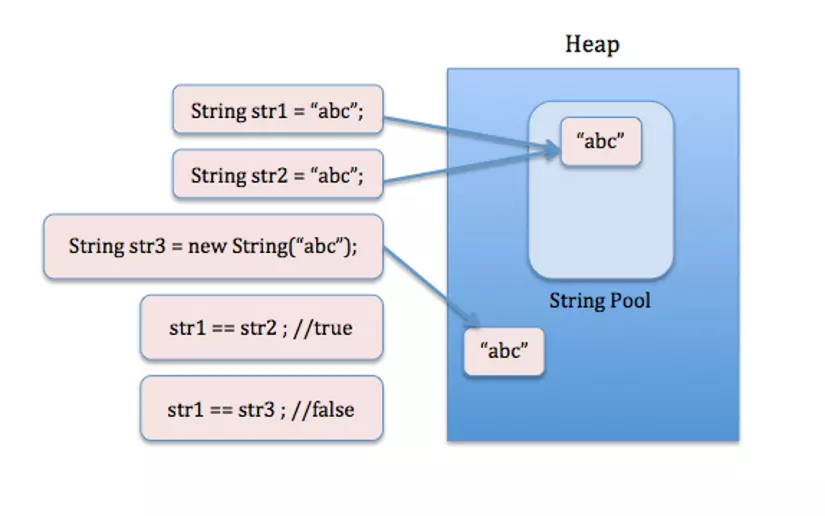 Heap
String str1 = “abc”;
“abc”
String str2 = “abc”;
String str3 = new String(“abc”);
String Pool
str1 == str2 ; //true
“abc”
str1 == str3 ; //false